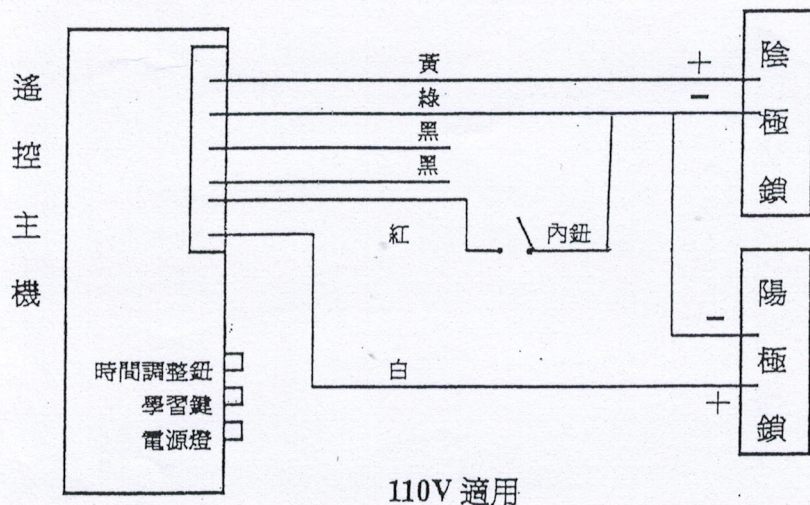 遙控主機
黃
＋
綠
－
黑
黑
陰極鎖
紅
內鈕
陽極鎖
－
白
＋
時間調整鈕
學習鍵
電源燈
110V 適用